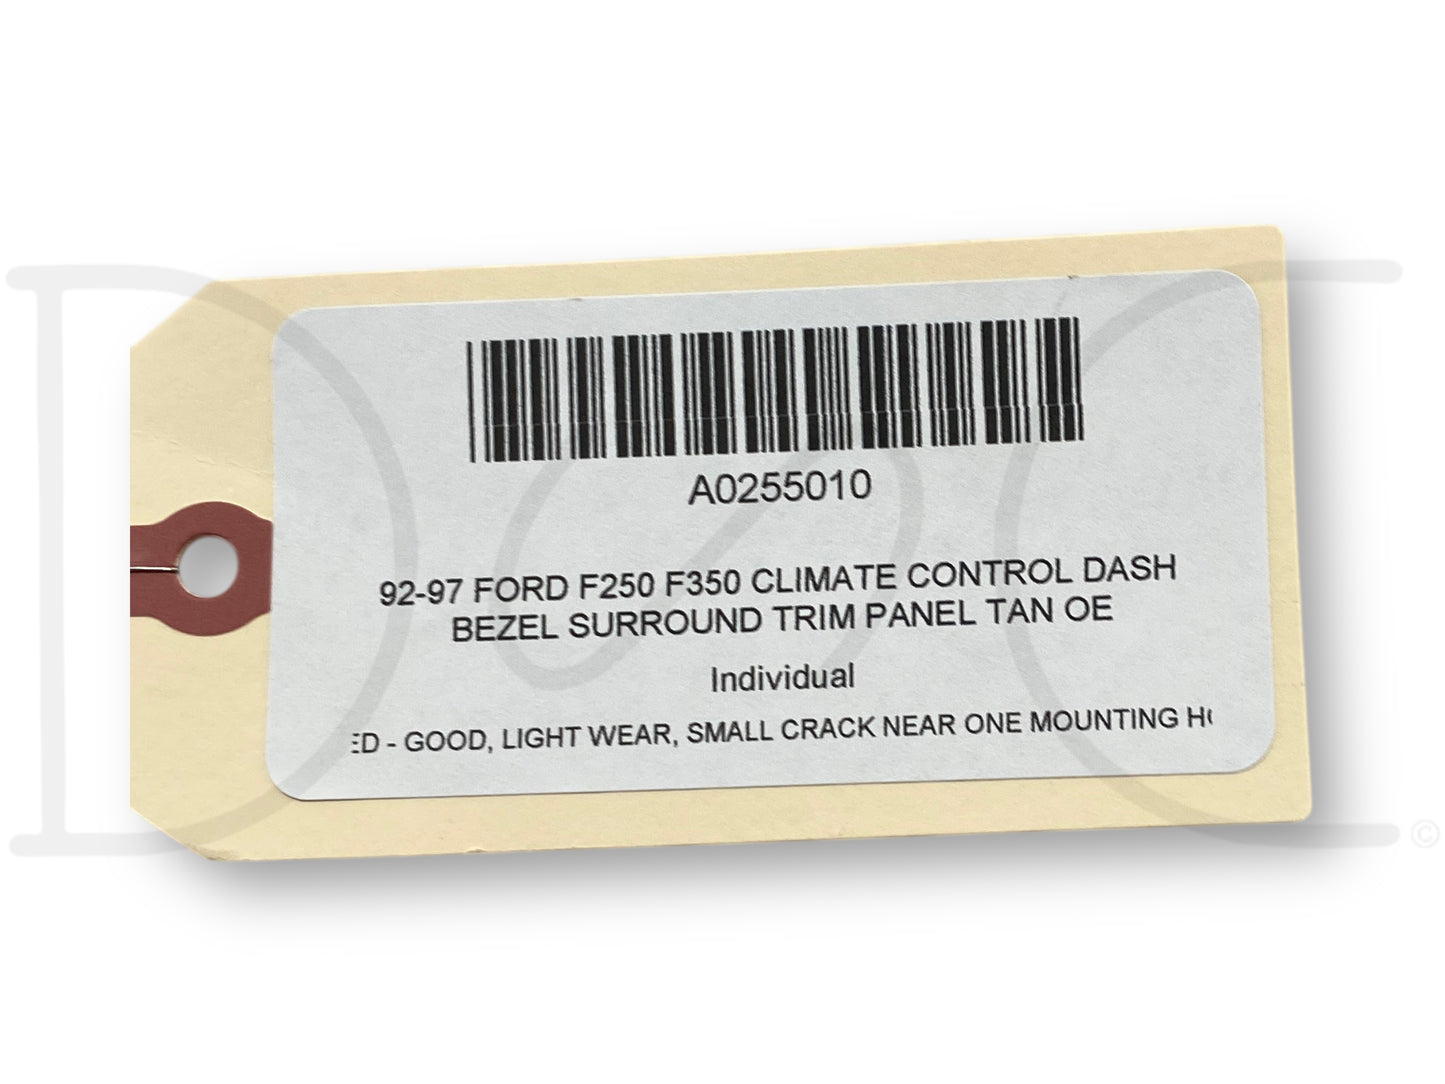 A0255010
92-97 FORD F250 F350 CLIMATE CONTROL DASH
BEZEL SURROUND TRIM PANEL TAN OE
Individual
ED - GOOD, LIGHT WEAR, SMALL CRACK NEAR ONE MOUNTING HO
©